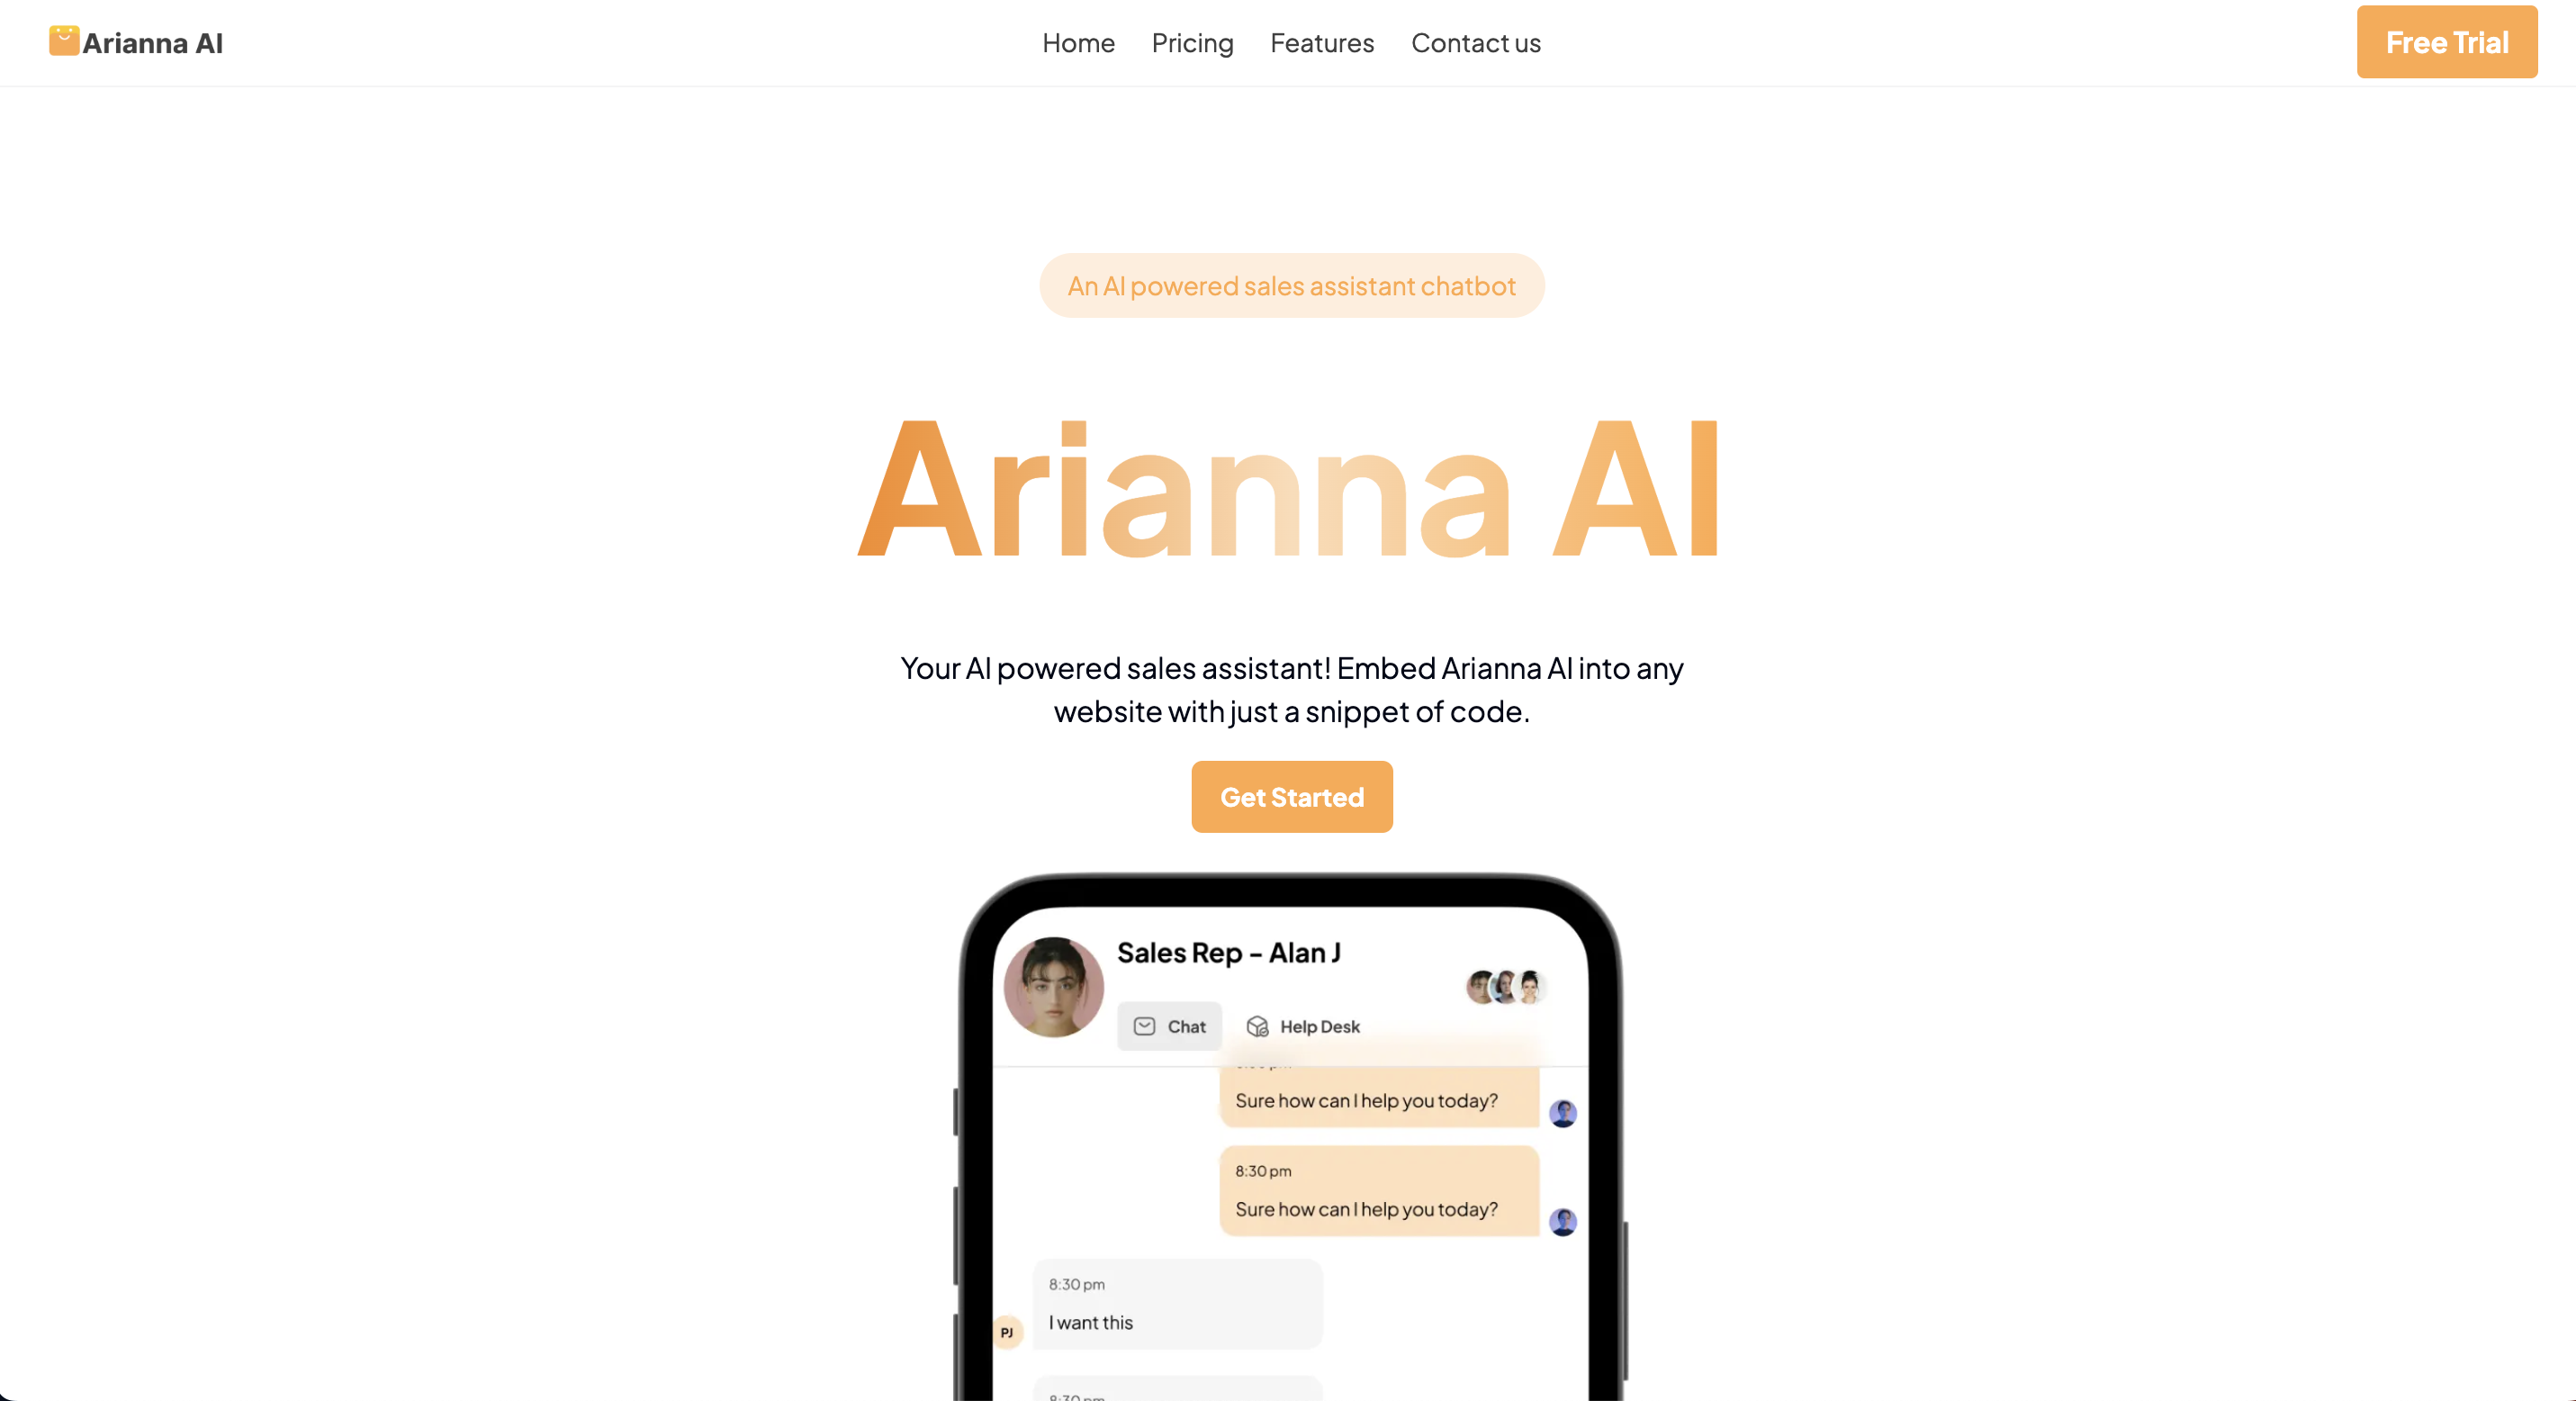 Arianna AI
Home
Pricing
Features
Contact us
Free Trial
An AI powered sales assistant chatbot
Arianna AI
Your AI powered sales assistant! Embed Arianna AI into any
website with just a snippet of code.
Get Started
Sales Rep - Alan J
Chat
Help Desk
Sure how can I help you today?
8:30 pm
Sure how can I help you today?
8:30 pm
I want this
PJ